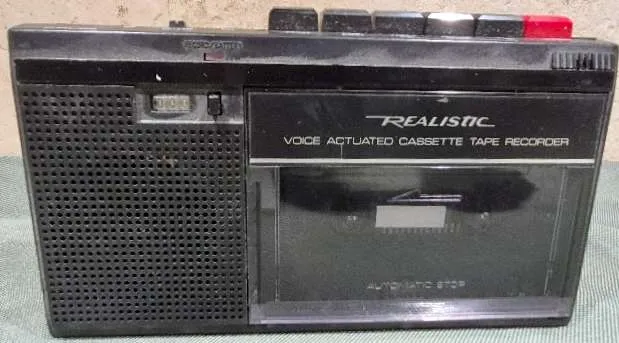 REALISTIC
VOICE ACTUATED CASSETTE TAPE RECORDER
AUTOMATIC STOP